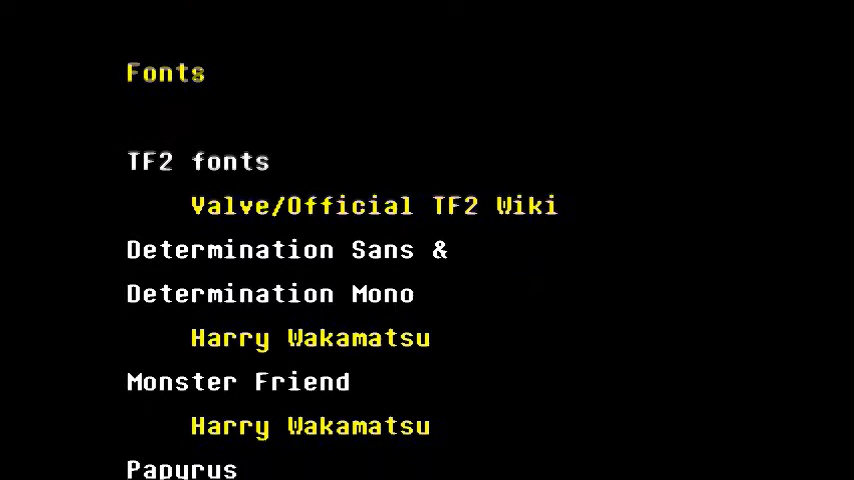 Fonts
TF2 fonts
Valve/Official TF2 Wiki
Determination Sans &
Determination Mono
Harry Wakamatsu
Monster Friend
Harry Wakamatsu
Papyrus